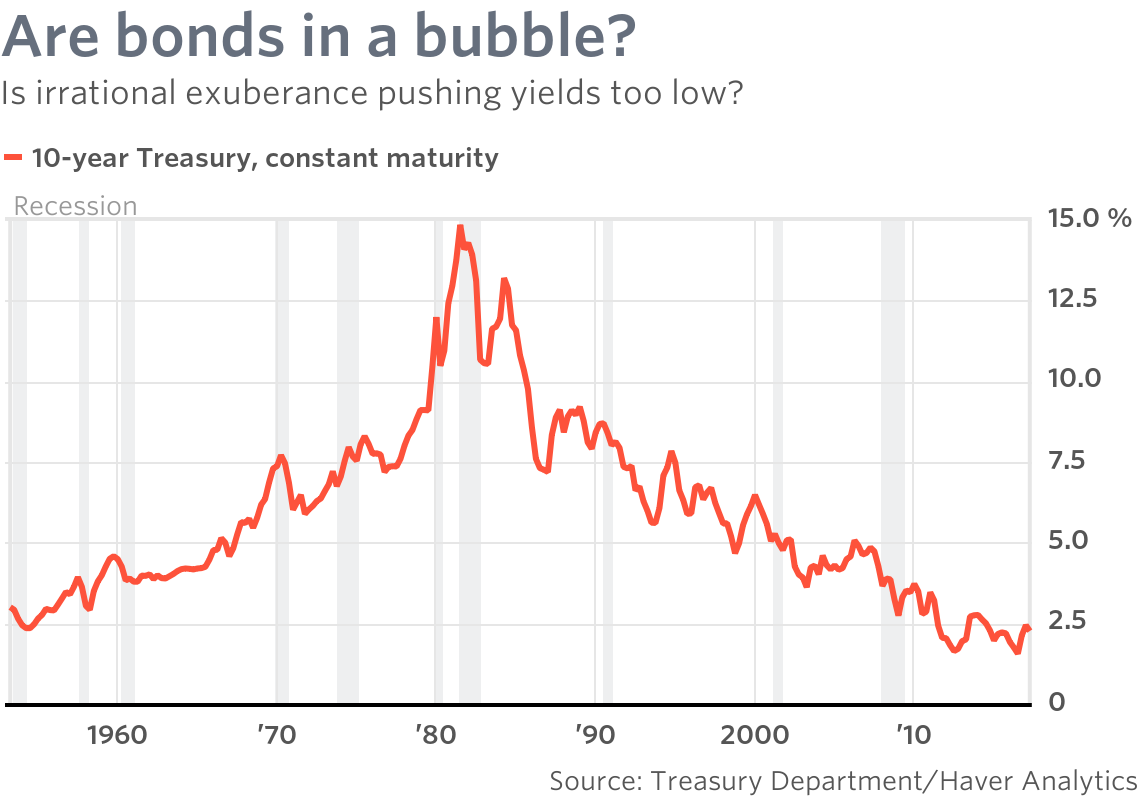 Are bonds in a bubble?
Is irrational exuberance pushing yields too low?
10-year Treasury, constant maturity
Recession
15.0 %
12.5
10.0
7.5
5.0
2.5
0
1960 ’70 ’80 ’90 2000 ’10
Source: Treasury Department/Haver Analytics